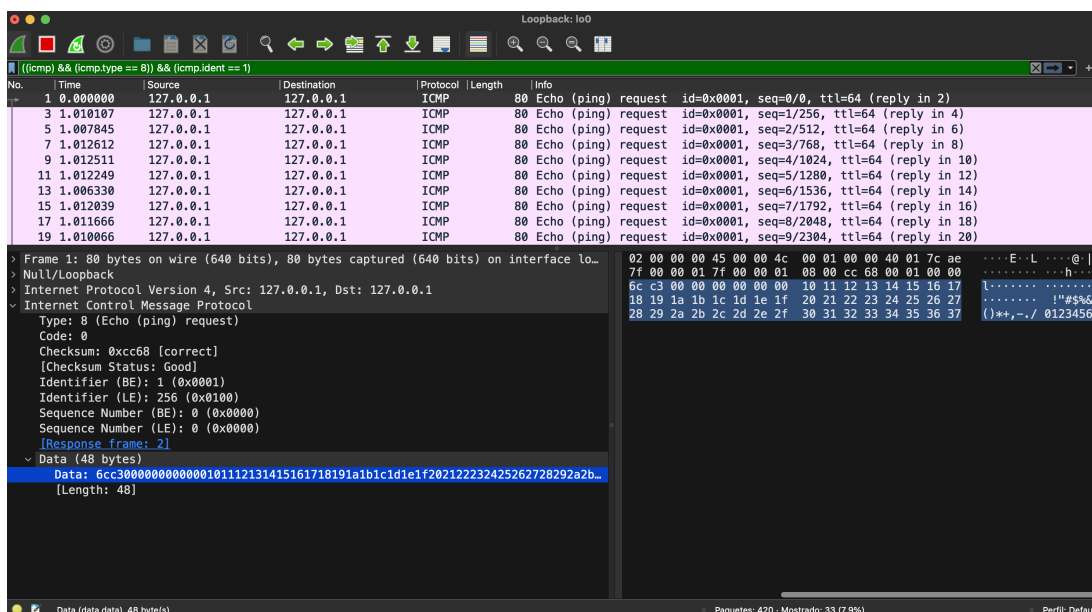 Loopback: lo0
((icmp) && (icmp.type == 8)) && (icmp.ident == 1)
No. Time Source Destination Protocol Length Info
1 0.000000 127.0.0.1 127.0.0.1 ICMP 80 Echo (ping) request id=0x0001, seq=0/0, ttl=64 (reply in 2)
3 1.010107 127.0.0.1 127.0.0.1 ICMP 80 Echo (ping) request id=0x0001, seq=1/256, ttl=64 (reply in 4)
5 1.007845 127.0.0.1 127.0.0.1 ICMP 80 Echo (ping) request id=0x0001, seq=2/512, ttl=64 (reply in 6)
7 1.012612 127.0.0.1 127.0.0.1 ICMP 80 Echo (ping) request id=0x0001, seq=3/768, ttl=64 (reply in 8)
9 1.012511 127.0.0.1 127.0.0.1 ICMP 80 Echo (ping) request id=0x0001, seq=4/1024, ttl=64 (reply in 10)
11 1.012249 127.0.0.1 127.0.0.1 ICMP 80 Echo (ping) request id=0x0001, seq=5/1280, ttl=64 (reply in 12)
13 1.006330 127.0.0.1 127.0.0.1 ICMP 80 Echo (ping) request id=0x0001, seq=6/1536, ttl=64 (reply in 14)
15 1.012039 127.0.0.1 127.0.0.1 ICMP 80 Echo (ping) request id=0x0001, seq=7/1792, ttl=64 (reply in 16)
17 1.011666 127.0.0.1 127.0.0.1 ICMP 80 Echo (ping) request id=0x0001, seq=8/2048, ttl=64 (reply in 18)
19 1.010066 127.0.0.1 127.0.0.1 ICMP 80 Echo (ping) request id=0x0001, seq=9/2304, ttl=64 (reply in 20)
Frame 1: 80 bytes on wire (640 bits), 80 bytes captured (640 bits) on interface lo…
Null/Loopback
Internet Protocol Version 4, Src: 127.0.0.1, Dst: 127.0.0.1
Internet Control Message Protocol
Type: 8 (Echo (ping) request)
Code: 0
Checksum: 0xcc68 [correct]
[Checksum Status: Good]
Identifier (BE): 1 (0x0001)
Identifier (LE): 256 (0x0100)
Sequence Number (BE): 0 (0x0000)
Sequence Number (LE): 0 (0x0000)
[Response frame: 2]
Data (48 bytes)
Data: 6cc3000000000000101112131415161718191a1b1c1d1e1f202122232425262728292a2b…
[Length: 48]
02 00 00 00 45 00 00 4c 00 01 00 00 40 01 7c ae ····E··L ····@·|
7f 00 00 01 7f 00 00 01 08 00 cc 68 00 01 00 00 ········ ···h···
6c c3 00 00 00 00 00 00 10 11 12 13 14 15 16 17 l······· ·······
18 19 1a 1b 1c 1d 1e 1f 20 21 22 23 24 25 26 27 ········ !"#$%&
28 29 2a 2b 2c 2d 2e 2f 30 31 32 33 34 35 36 37 ()*+,-./ 0123456
Data (data.data), 48 byte(s)
Paquetes: 420 · Mostrado: 33 (7.9%)
Perfil: Defau